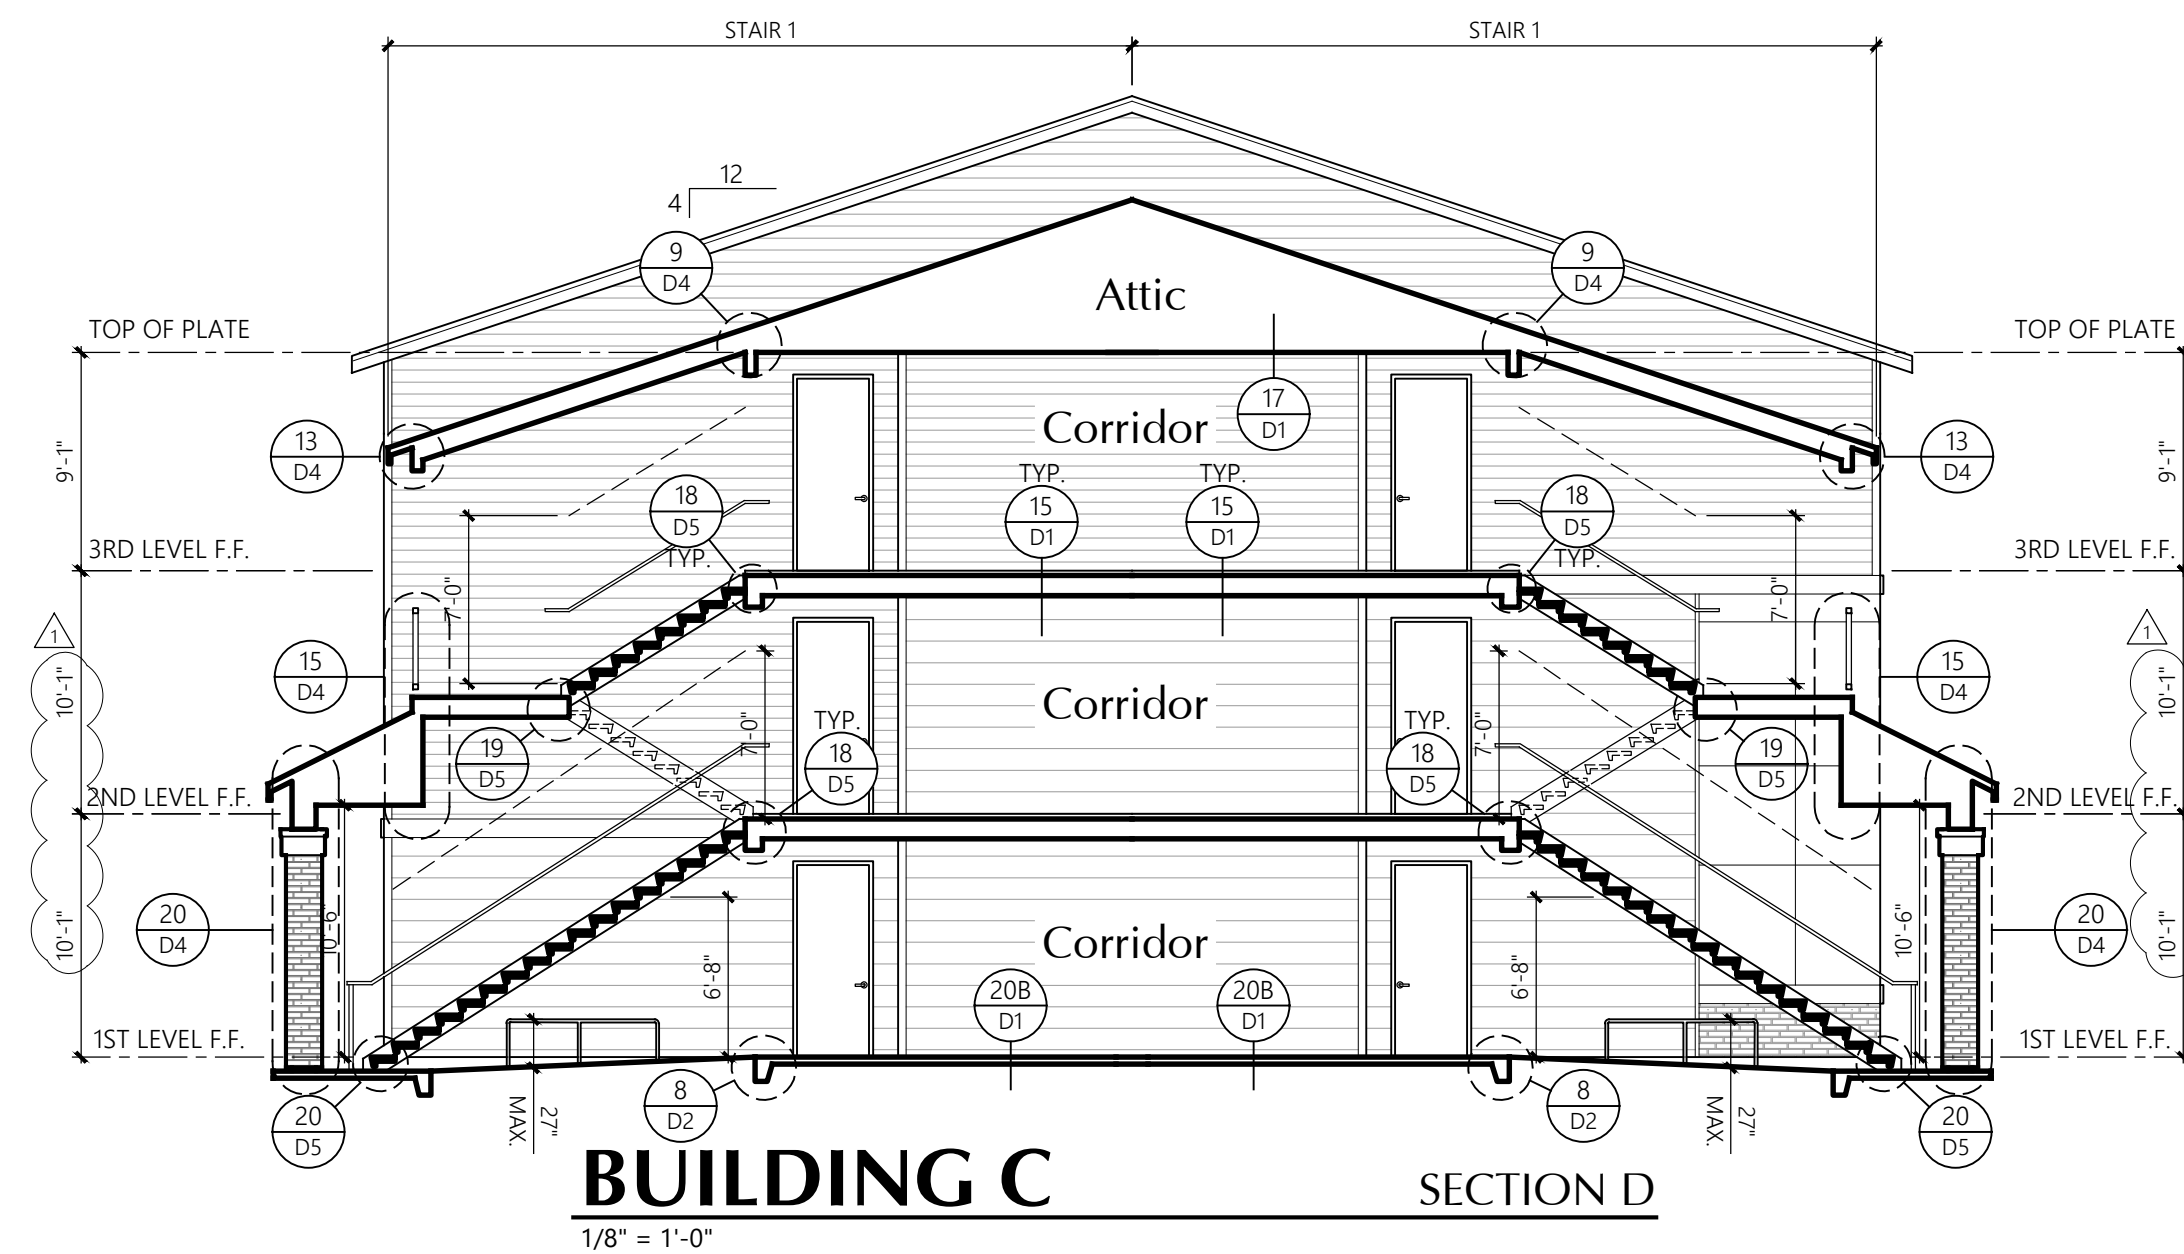 STAIR 1 STAIR 1
12
4
9 9
D4 D4
Attic
TOP OF PLATE TOP OF PLATE
17
D1
Corridor
13 13
D4 D4
9'-1" 9'-1"
TYP. TYP.
18 15 15 18
D5 D1 D1 D5
TYP. TYP.
3RD LEVEL F.F. 3RD LEVEL F.F.
7'-0" 7'-0"
1 1
15 15
D4 D4
10'-1" 10'-1"
Corridor
TYP. TYP.
7'-0" 7'-0"
19 18 18 19
D5 D5 D5 D5
2ND LEVEL F.F. 2ND LEVEL F.F.
20 20
D4 D4
10'-1" 10'-6" 10'-6" 10'-1"
Corridor
6'-8" 6'-8"
20B 20B
D1 D1
1ST LEVEL F.F. 1ST LEVEL F.F.
8 8
D2 D2
27" 27"
MAX. MAX.
20 20
D5 D5
BUILDING C SECTION D
1/8" = 1'-0"